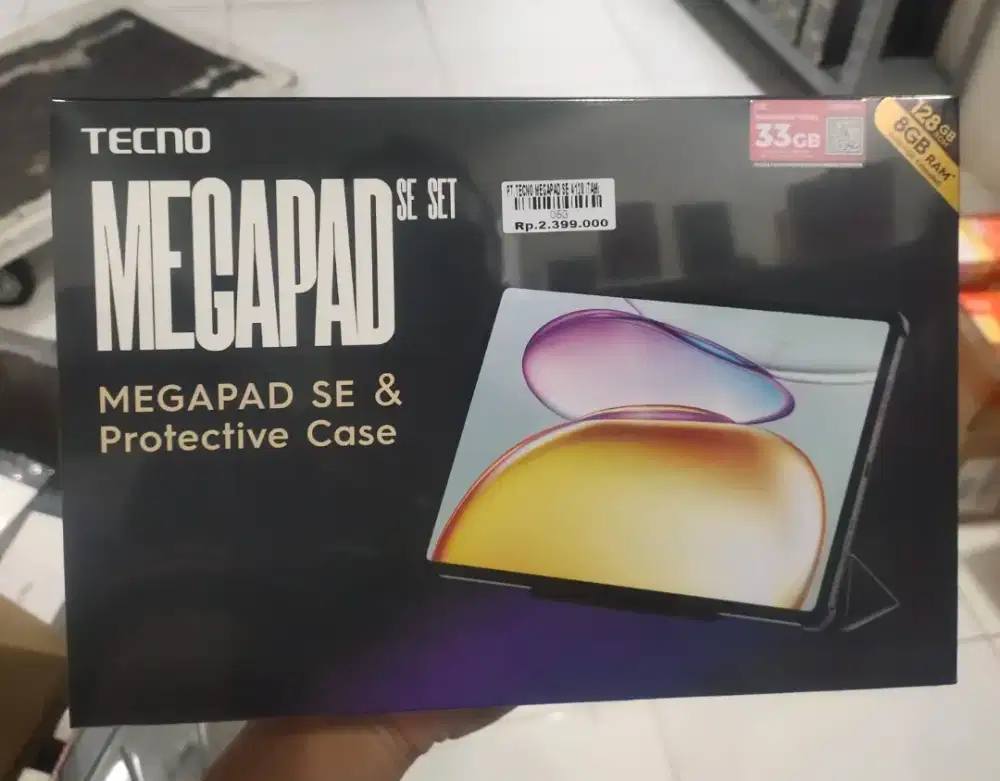 TECNO
MEGAPAD SE SET
MEGAPAD SE &
Protective Case
TECNO MEGAPAD SE
Rp.2.399.000
33GB
128GB
8GB RAM*